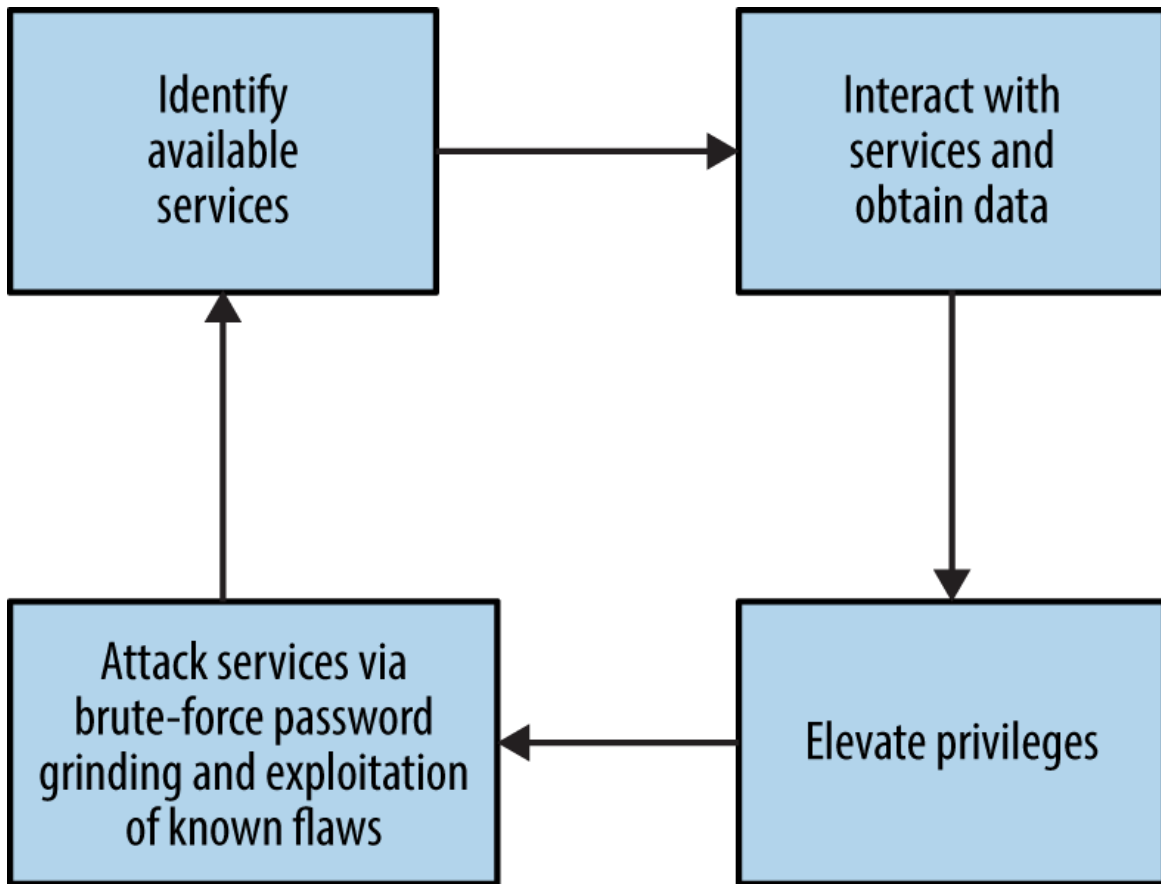 Identify
available
services
Interact with
services and
obtain data
Attack services via
brute-force password
grinding and exploitation
of known flaws
Elevate privileges